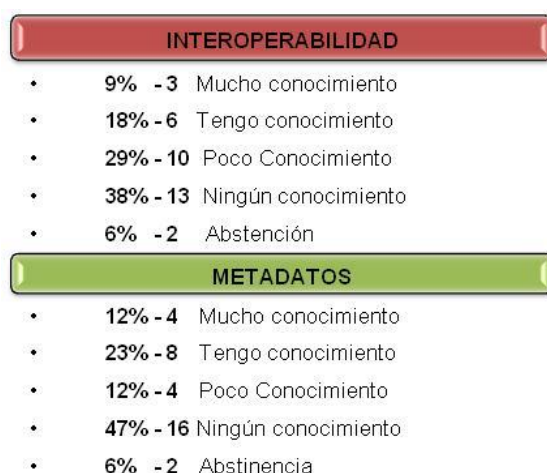 INTEROPERABILIDAD
• 9% - 3 Mucho conocimiento
• 18% - 6 Tengo conocimiento
• 29% - 10 Poco Conocimiento
• 38% - 13 Ningún conocimiento
• 6% - 2 Abstención
METADATOS
• 12% - 4 Mucho conocimiento
• 23% - 8 Tengo conocimiento
• 12% - 4 Poco Conocimiento
• 47% - 16 Ningún conocimiento
• 6% - 2 Abstinencia